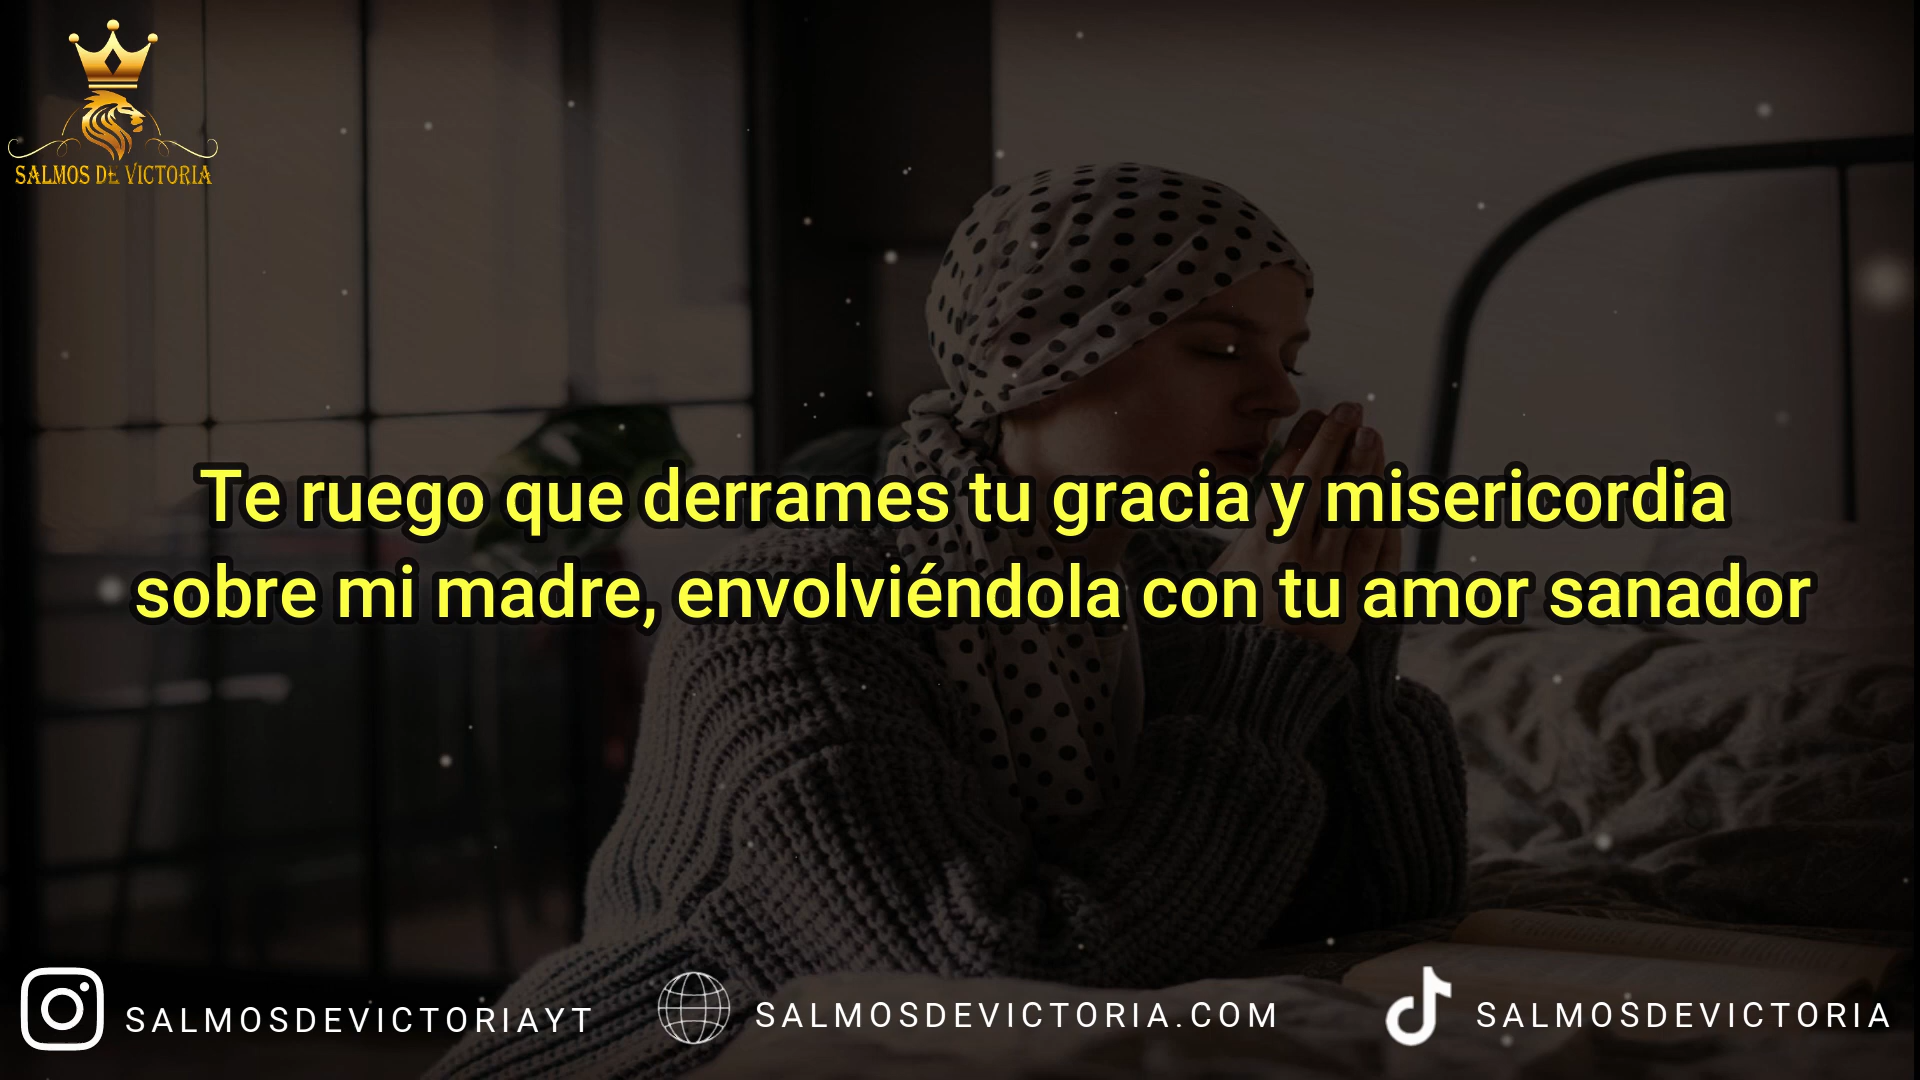 SALMOS DE VICTORIA
Te ruego que derrames tu gracia y misericordia
sobre mi madre, envolviéndola con tu amor sanador
SALMOSDEVICTORIAYT
SALMOSDEVICTORIA.COM
SALMOSDEVICTORIA